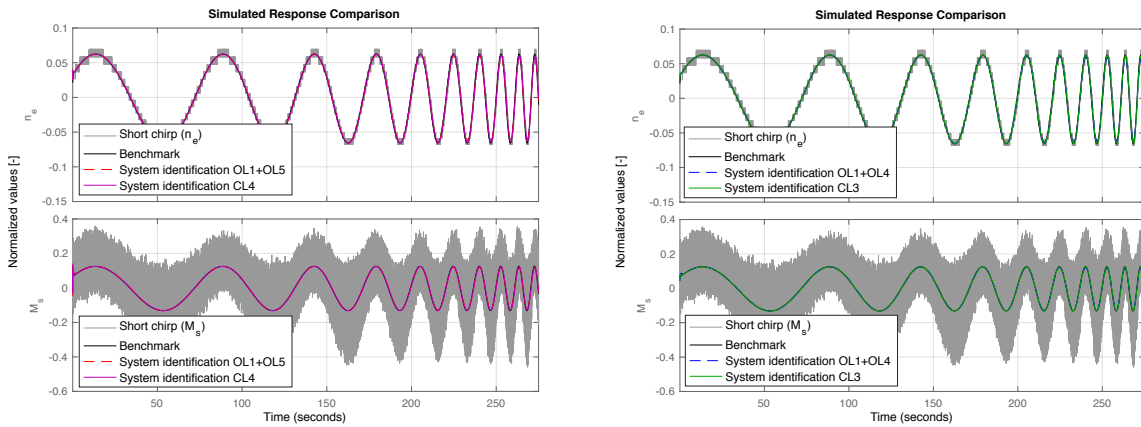 Simulated Response Comparison
0.1
0.05
0
-0.05
-0.1
-0.15
n_e
Short chirp (n_e)
Benchmark
System identification OL1+OL5
System identification CL4
Normalized values [-]
0.4
0.2
0
-0.2
-0.4
-0.6
M_s
Short chirp (M_s)
Benchmark
System identification OL1+OL5
System identification CL4
50 100 150 200 250
Time (seconds)
Simulated Response Comparison
0.1
0.05
0
-0.05
-0.1
-0.15
n_e
Short chirp (n_e)
Benchmark
System identification OL1+OL4
System identification CL3
Normalized values [-]
0.4
0.2
0
-0.2
-0.4
-0.6
M_s
Short chirp (M_s)
Benchmark
System identification OL1+OL4
System identification CL3
50 100 150 200 250
Time (seconds)